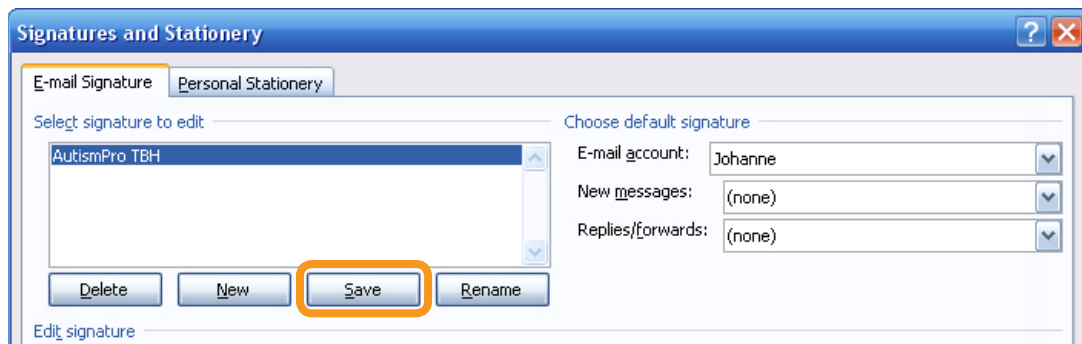 Signatures and Stationery
E-mail Signature Personal Stationery
Select signature to edit
AutismPro TBH
Delete New Save Rename
Choose default signature
E-mail account: Johanne
New messages: (none)
Replies/forwards: (none)
Edit signature